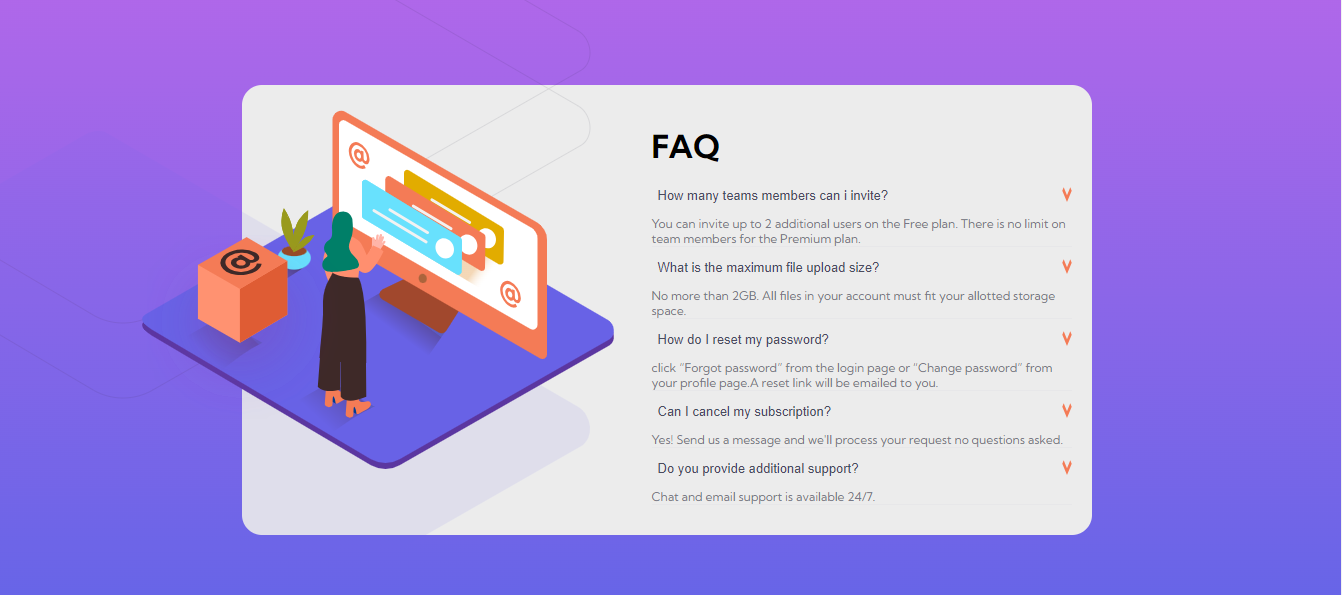 FAQ
How many teams members can i invite?
You can invite up to 2 additional users on the Free plan. There is no limit on
team members for the Premium plan.
What is the maximum file upload size?
No more than 2GB. All files in your account must fit your allotted storage
space.
How do I reset my password?
click “Forgot password” from the login page or “Change password” from
your profile page.A reset link will be emailed to you.
Can I cancel my subscription?
Yes! Send us a message and we’ll process your request no questions asked.
Do you provide additional support?
Chat and email support is available 24/7.